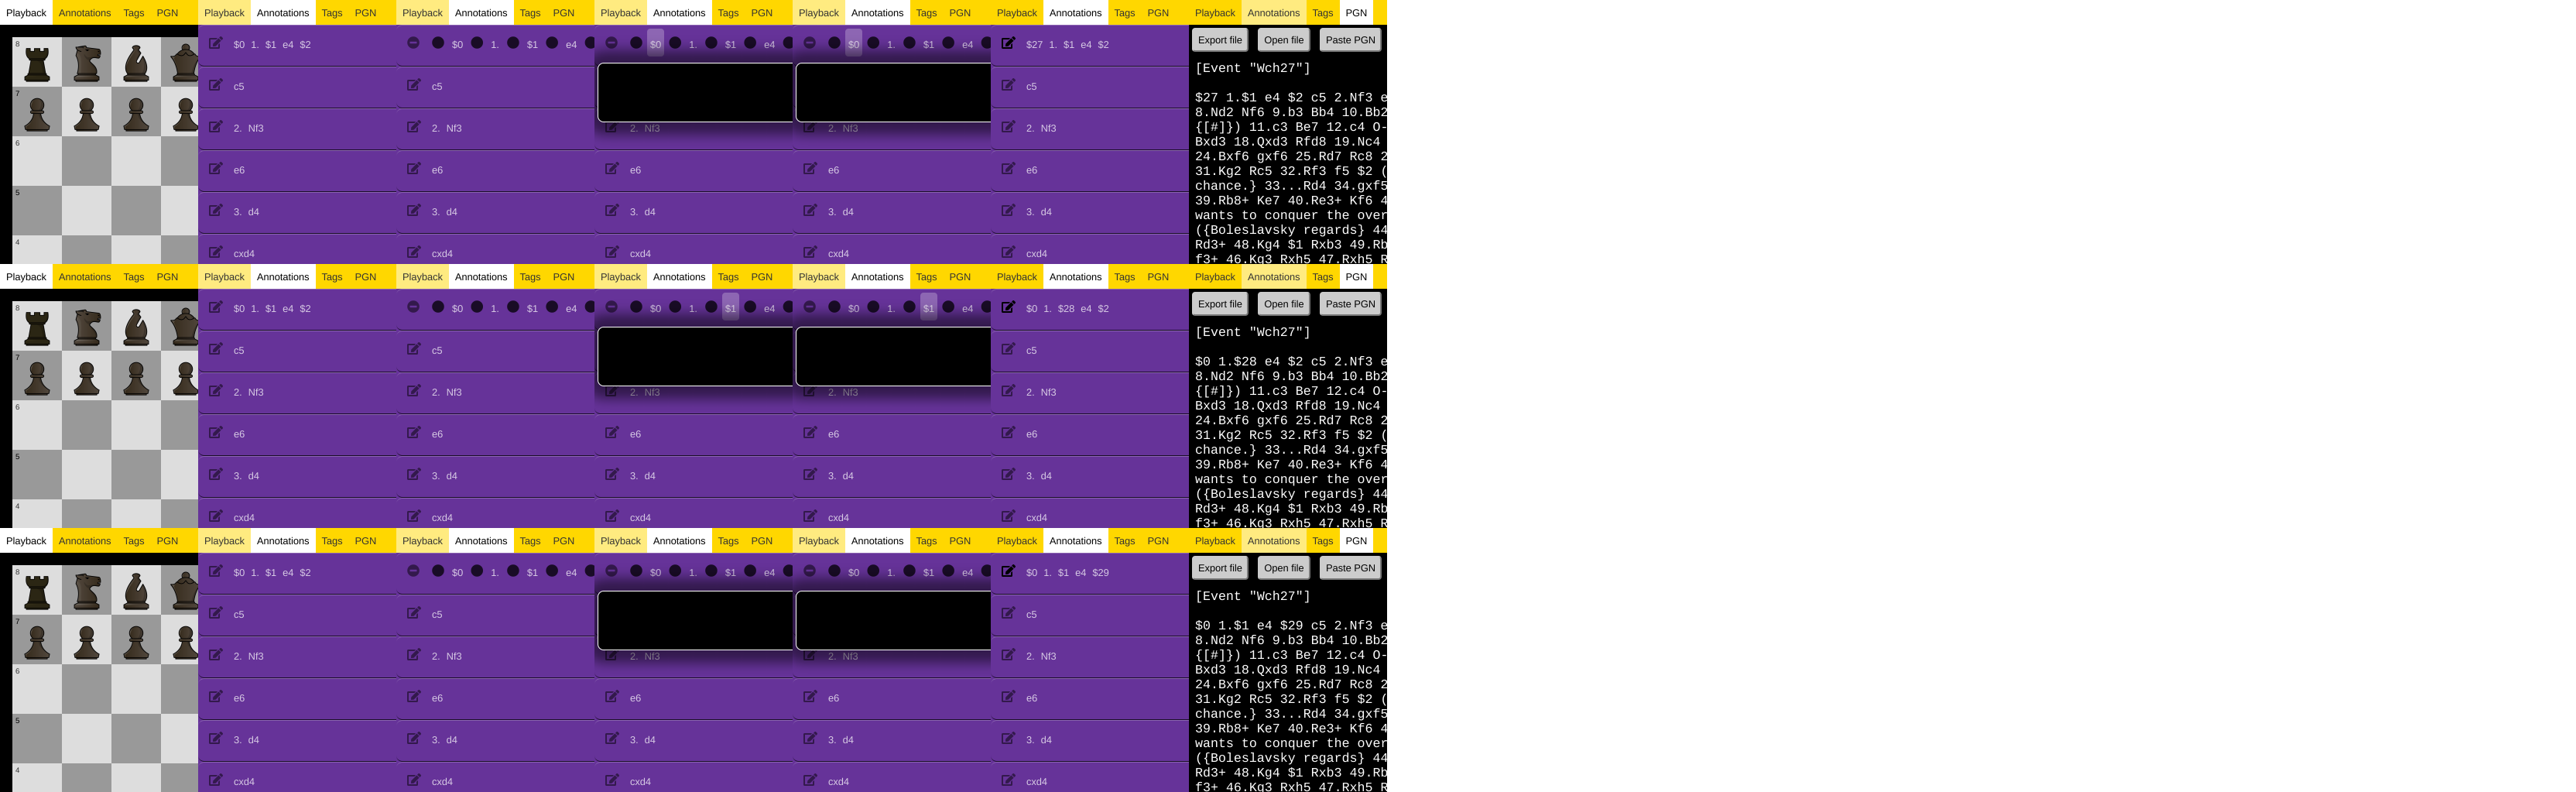 Playback Annotations Tags PGN Playback Annotations Tags PGN Playback Annotations Tags PGN Playback Annotations Tags PGN Playback Annotations Tags PGN Playback Annotations Tags PGN Playback Annotations Tags PGN
8 $0 1. $1 e4 $2 $0 1. $1 e4 $0 1. $1 e4 $0 1. $1 e4 $27 1. $1 e4 $2 Export file Open file Paste PGN
[Event "Wch27"]
7 c5 c5 c5 $27 1.$1 e4 $2 c5 2.Nf3 e
8.Nd2 Nf6 9.b3 Bb4 10.Bb2
2. Nf3 2. Nf3 2. Nf3 2. Nf3 2. Nf3 {[#]}) 11.c3 Be7 12.c4 O-
6 Bxd3 18.Qxd3 Rfd8 19.Nc4
24.Bxf6 gxf6 25.Rd7 Rc8 2
e6 e6 e6 e6 e6 31.Kg2 Rc5 32.Rf3 f5 $2 (
5 chance.} 33...Rd4 34.gxf5
39.Rb8+ Ke7 40.Re3+ Kf6 4
3. d4 3. d4 3. d4 3. d4 3. d4 wants to conquer the over
({Boleslavsky regards} 44
4 Rd3+ 48.Kg4 $1 Rxb3 49.Rb
cxd4 cxd4 cxd4 cxd4 cxd4 f3+ 46.Kg3 Rxh5 47.Rxh5 R
Playback Annotations Tags PGN Playback Annotations Tags PGN Playback Annotations Tags PGN Playback Annotations Tags PGN Playback Annotations Tags PGN Playback Annotations Tags PGN Playback Annotations Tags PGN
8 $0 1. $1 e4 $2 $0 1. $1 e4 $0 1. $1 e4 $0 1. $1 e4 $0 1. $28 e4 $2 Export file Open file Paste PGN
[Event "Wch27"]
7 c5 c5 c5 $0 1.$28 e4 $2 c5 2.Nf3 e
8.Nd2 Nf6 9.b3 Bb4 10.Bb2
2. Nf3 2. Nf3 2. Nf3 2. Nf3 2. Nf3 {[#]}) 11.c3 Be7 12.c4 O-
6 Bxd3 18.Qxd3 Rfd8 19.Nc4
24.Bxf6 gxf6 25.Rd7 Rc8 2
e6 e6 e6 e6 e6 31.Kg2 Rc5 32.Rf3 f5 $2 (
5 chance.} 33...Rd4 34.gxf5
39.Rb8+ Ke7 40.Re3+ Kf6 4
3. d4 3. d4 3. d4 3. d4 3. d4 wants to conquer the over
({Boleslavsky regards} 44
4 Rd3+ 48.Kg4 $1 Rxb3 49.Rb
cxd4 cxd4 cxd4 cxd4 cxd4 f3+ 46.Kg3 Rxh5 47.Rxh5 R
Playback Annotations Tags PGN Playback Annotations Tags PGN Playback Annotations Tags PGN Playback Annotations Tags PGN Playback Annotations Tags PGN Playback Annotations Tags PGN Playback Annotations Tags PGN
8 $0 1. $1 e4 $2 $0 1. $1 e4 $0 1. $1 e4 $0 1. $1 e4 $0 1. $1 e4 $29 Export file Open file Paste PGN
[Event "Wch27"]
7 c5 c5 c5 $0 1.$1 e4 $29 c5 2.Nf3 e
8.Nd2 Nf6 9.b3 Bb4 10.Bb2
2. Nf3 2. Nf3 2. Nf3 2. Nf3 2. Nf3 {[#]}) 11.c3 Be7 12.c4 O-
6 Bxd3 18.Qxd3 Rfd8 19.Nc4
24.Bxf6 gxf6 25.Rd7 Rc8 2
e6 e6 e6 e6 e6 31.Kg2 Rc5 32.Rf3 f5 $2 (
5 chance.} 33...Rd4 34.gxf5
39.Rb8+ Ke7 40.Re3+ Kf6 4
3. d4 3. d4 3. d4 3. d4 3. d4 wants to conquer the over
({Boleslavsky regards} 44
4 Rd3+ 48.Kg4 $1 Rxb3 49.Rb
cxd4 cxd4 cxd4 cxd4 cxd4 f3+ 46.Kg3 Rxh5 47.Rxh5 R